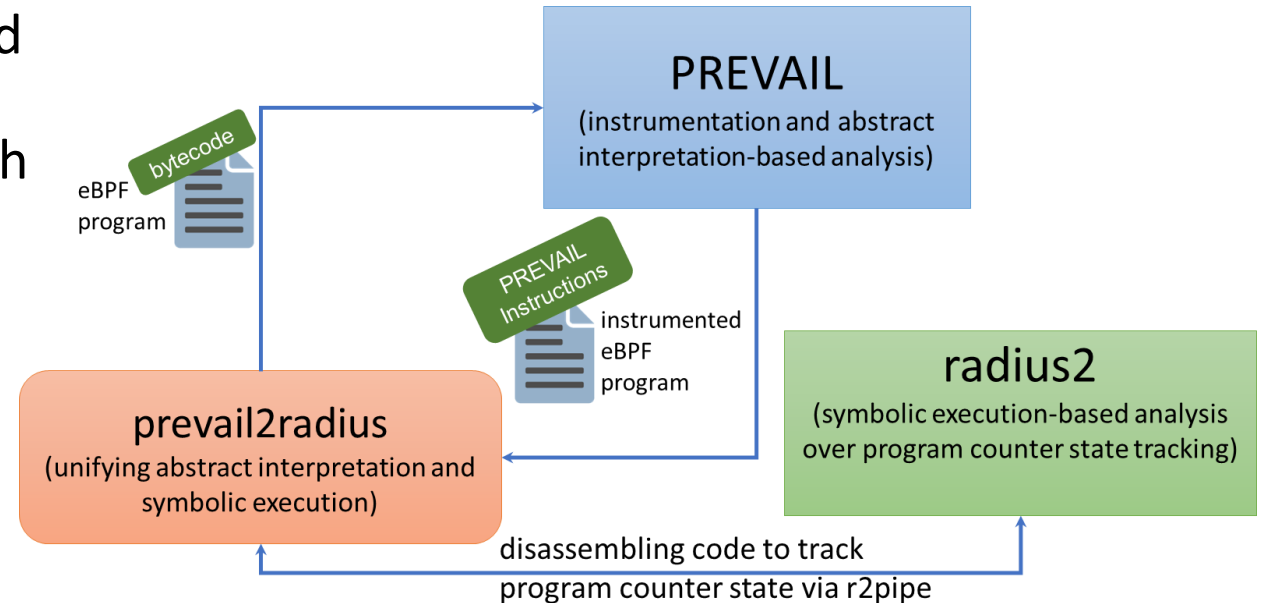 d
h
PREVAIL
(instrumentation and abstract
interpretation-based analysis)
bytecode
eBPF
program
PREVAIL
Instructions
instrumented
eBPF
program
radius2
(symbolic execution-based analysis
over program counter state tracking)
prevail2radius
(unifying abstract interpretation and
symbolic execution)
disassembling code to track
program counter state via r2pipe